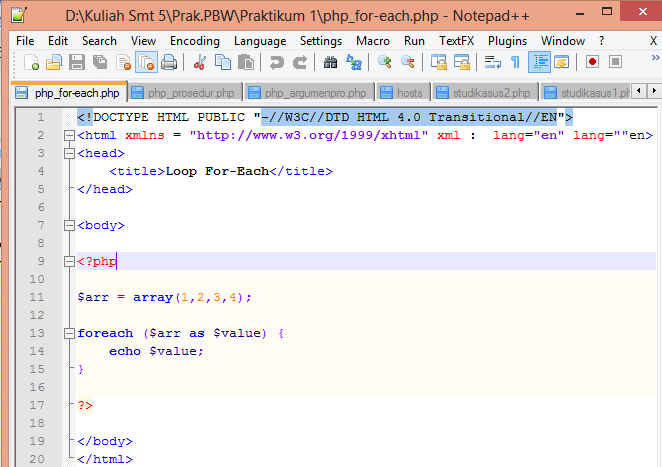 D:\Kuliah Smt 5\Prak.PBW\Praktikum 1\php_for-each.php - Notepad++
File Edit Search View Encoding Language Settings Macro Run TextFX Plugins Window ? X
php_for-each.php php_prosedur.php php_argumenpro.php hosts studikasus2.php studikasus1.ph
1 <!DOCTYPE HTML PUBLIC "-//W3C//DTD HTML 4.0 Transitional//EN">
2 <html xmlns = "http://www.w3.org/1999/xhtml" xml :  lang="en" lang=""en>
3 <head>
4     <title>Loop For-Each</title>
5 </head>
6
7 <body>
8
9 <?php
10
11 $arr = array(1,2,3,4);
12
13 foreach ($arr as $value) {
14     echo $value;
15 }
16
17 ?>
18
19 </body>
20 </html>